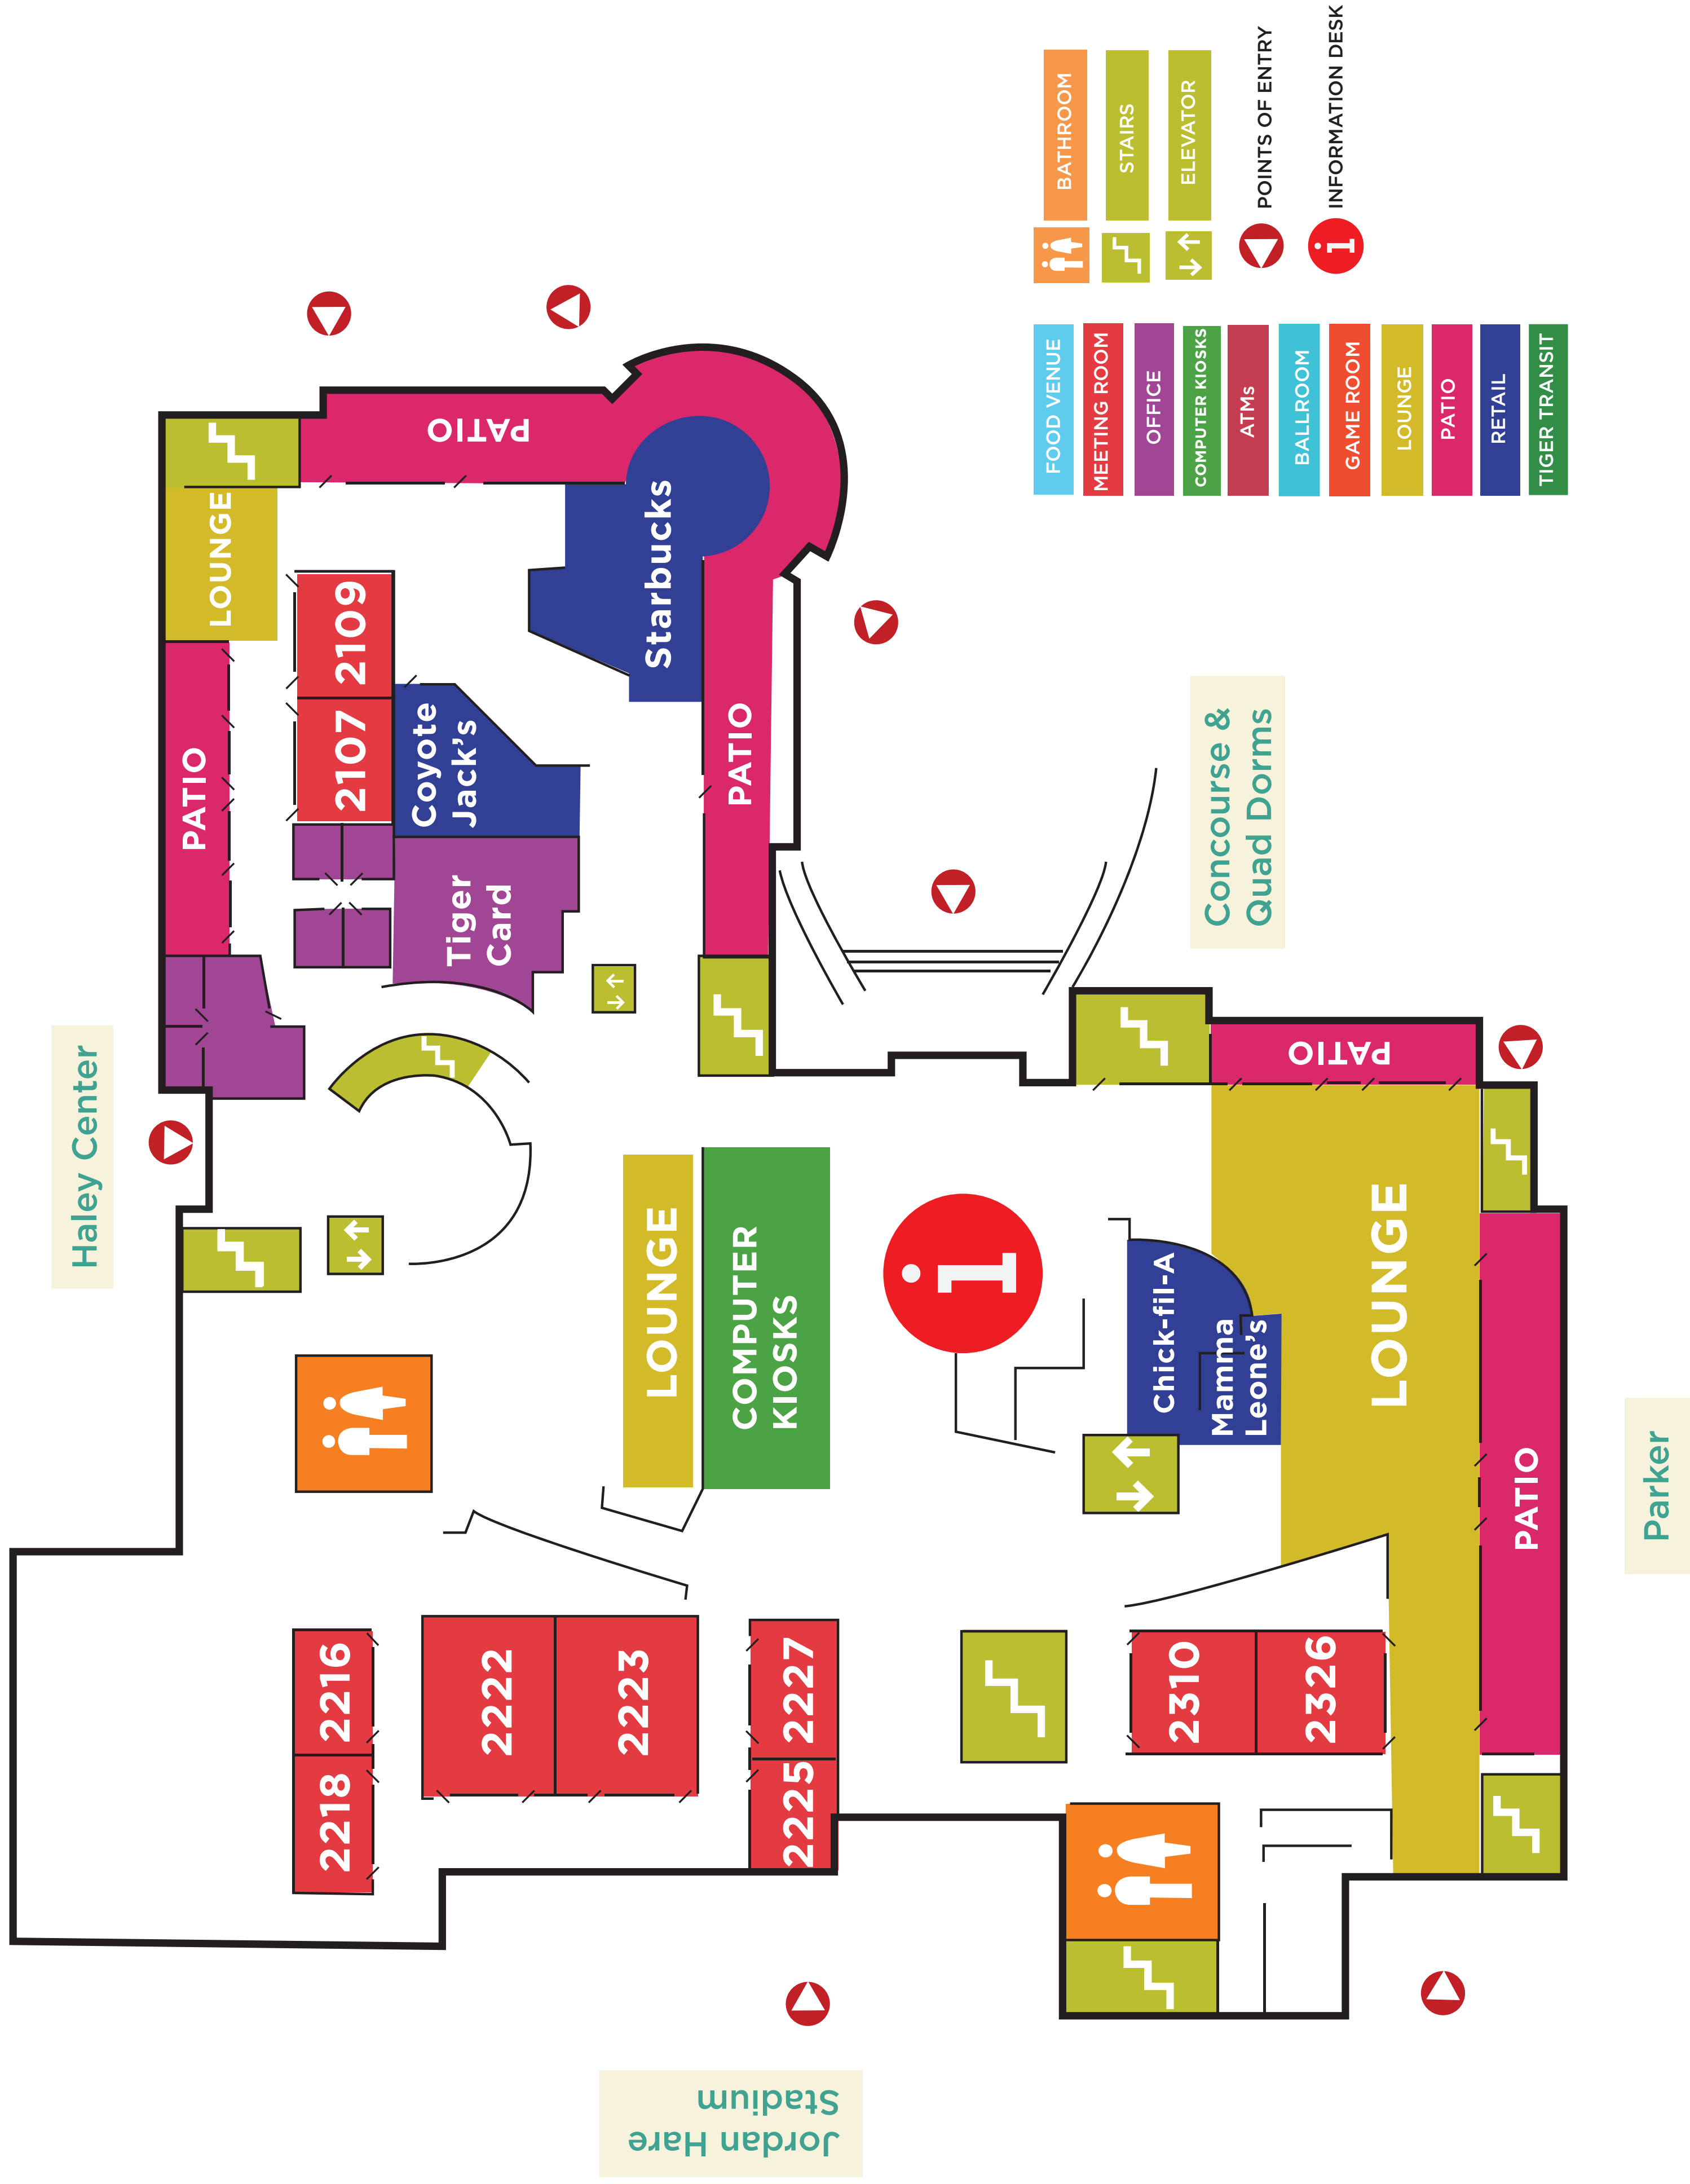 BATHROOM
STAIRS
ELEVATOR
POINTS OF ENTRY
INFORMATION DESK
FOOD VENUE
MEETING ROOM
OFFICE
COMPUTER KIOSKS
ATMs
BALLROOM
GAME ROOM
LOUNGE
PATIO
RETAIL
TIGER TRANSIT
PATIO
LOUNGE
2109
2107
PATIO
Coyote
Jack's
Starbucks
PATIO
Tiger
Card
Haley Center
Concourse &
Quad Dorms
PATIO
LOUNGE
COMPUTER
KIOSKS
i
Chick-fil-A
Mamma
Leone's
LOUNGE
PATIO
Parker
2216
2218
2222
2223
2227
2225
2310
2326
Jordan Hare
Stadium